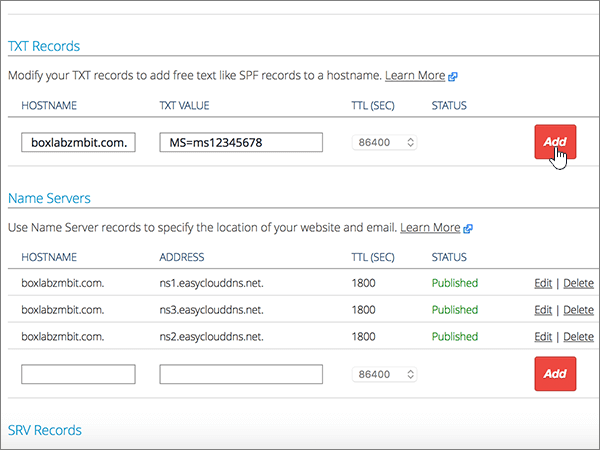 TXT Records
Modify your TXT records to add free text like SPF records to a hostname. Learn More
HOSTNAME TXT VALUE TTL (SEC) STATUS
boxlabzmbit.com. MS=ms12345678 86400 Add
Name Servers
Use Name Server records to specify the location of your website and email. Learn More
HOSTNAME ADDRESS TTL (SEC) STATUS
boxlabzmbit.com. ns1.easyclouddns.net. 1800 Published Edit | Delete
boxlabzmbit.com. ns3.easyclouddns.net. 1800 Published Edit | Delete
boxlabzmbit.com. ns2.easyclouddns.net. 1800 Published Edit | Delete
86400 Add
SRV Records